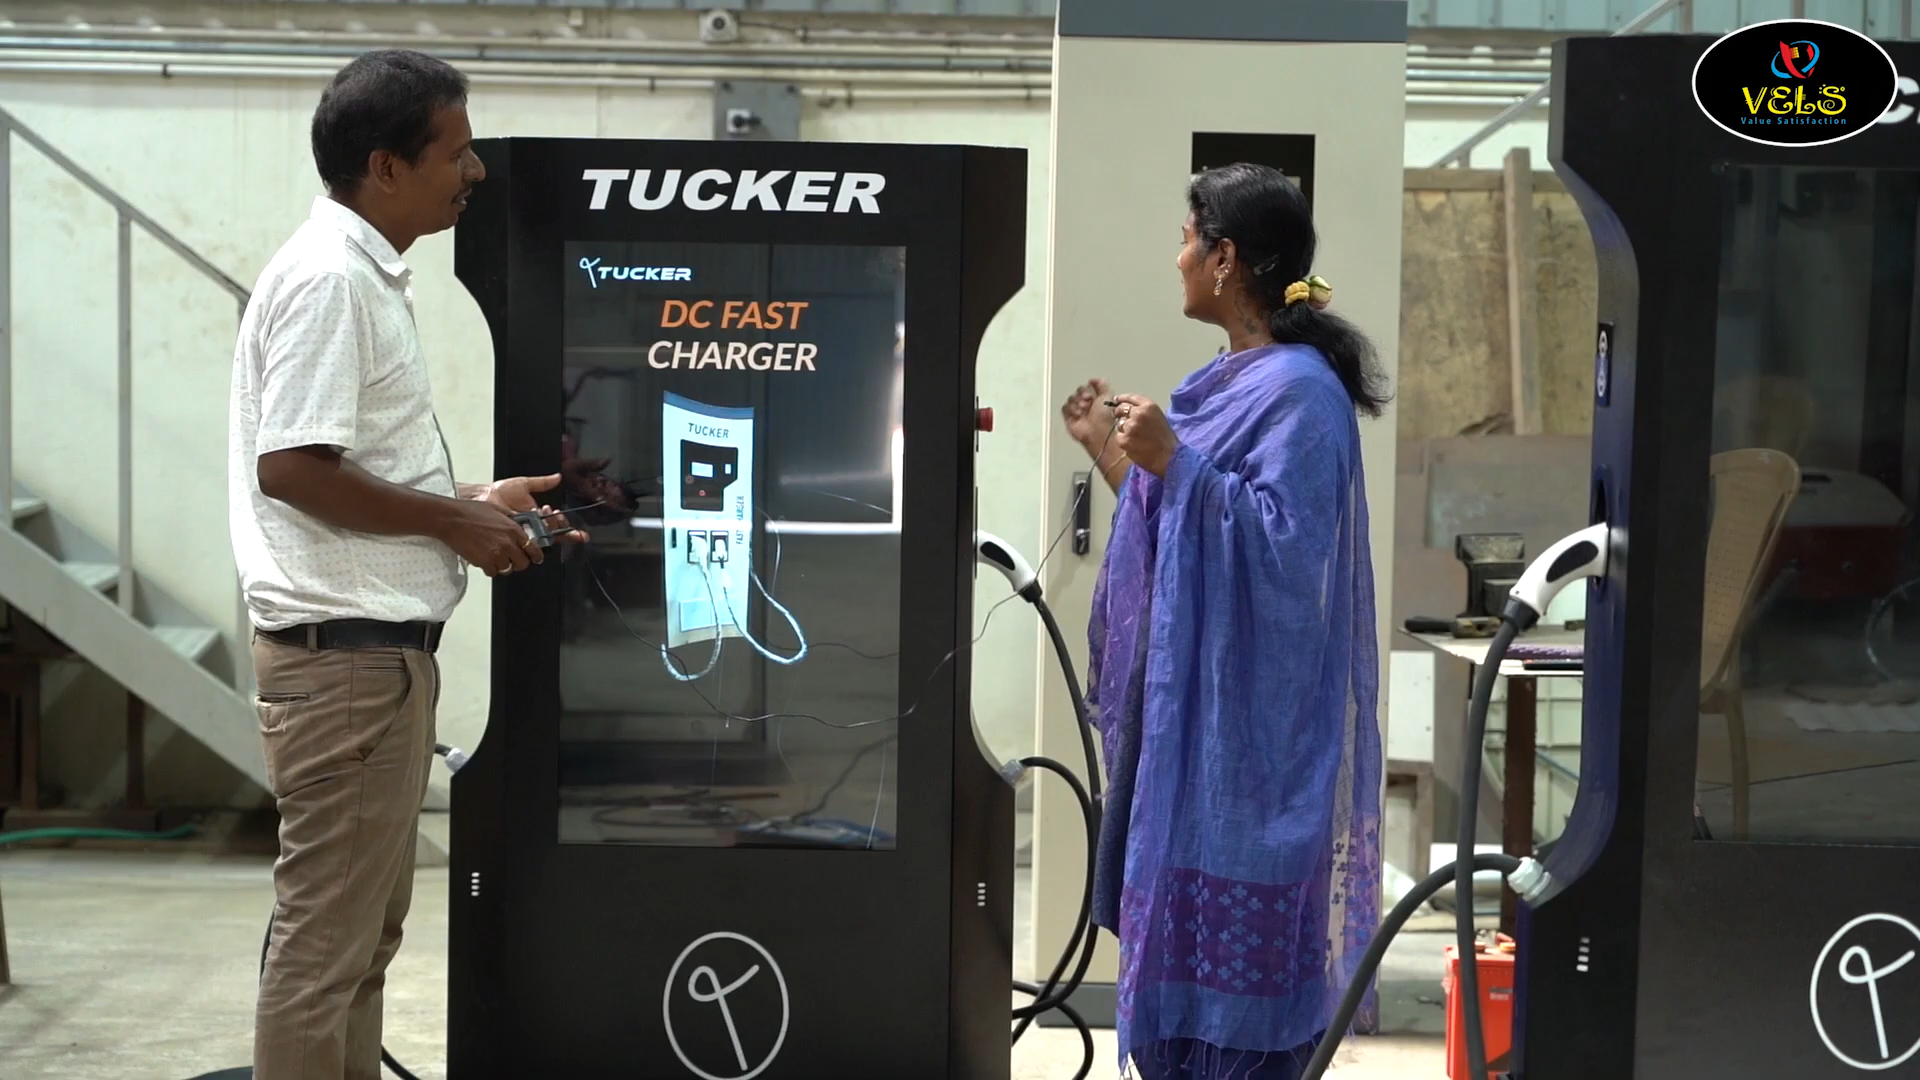 TUCKER
TUCKER
DC FAST
CHARGER
TUCKER
VELS
Value Satisfaction